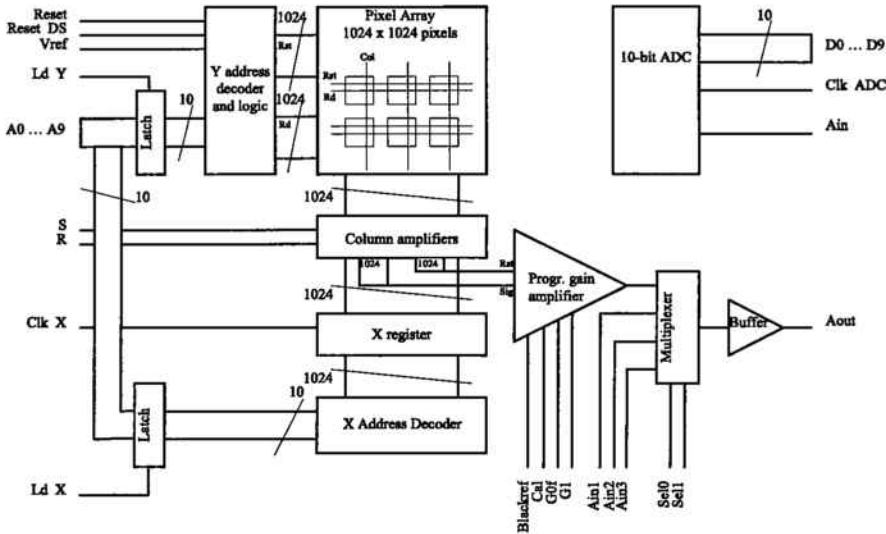 Reset
Reset DS
Vref
Ld Y
A0 ... A9
Latch
10
10
Y address
decoder
and logic
1024
Rst
1024
Rd
Pixel Array
1024 x 1024 pixels
Col
Rst
Rd
10-bit ADC
10
D0 ... D9
Clk ADC
Ain
1024
S
R
Column amplifiers
1024
1024
Rst
Sig
Progr. gain
amplifier
1024
Clk X
X register
Multiplexer
Buffer
Aout
1024
10
Latch
X Address Decoder
Ld X
Blackref
Cal
G0f
G1
Ain1
Ain2
Ain3
Sel0
Sel1